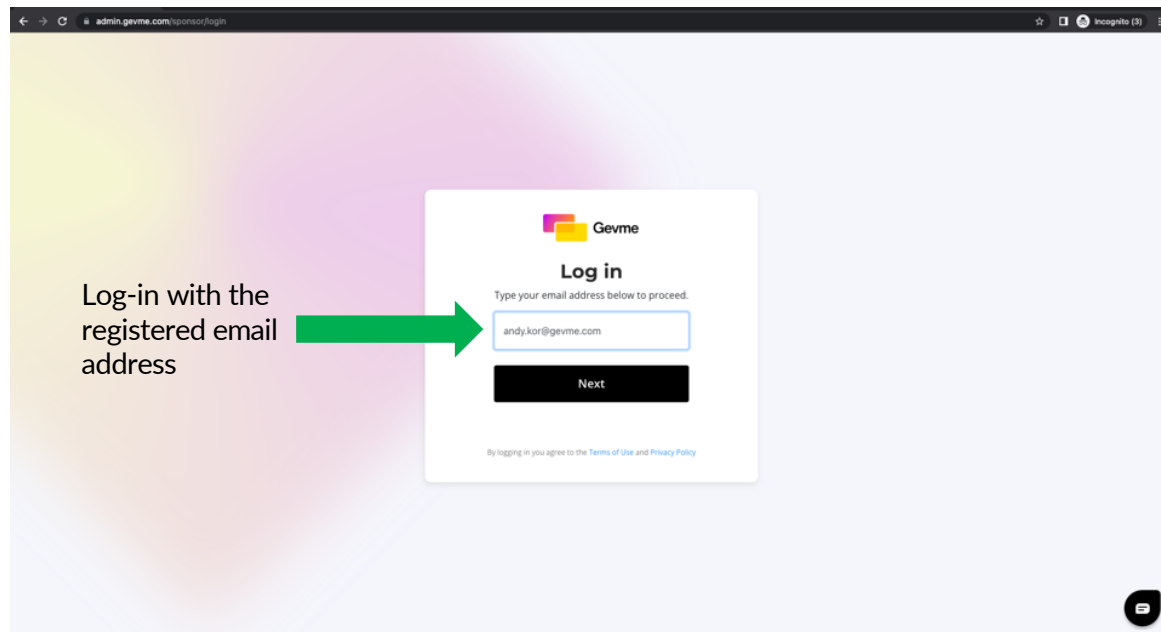 admin.gevme.com/sponsor/login
Incognito (3)
Gevme
Log in
Type your email address below to proceed.
Log-in with the
registered email
address
andy.kor@gevme.com
Next
By logging in you agree to the Terms of Use and Privacy Policy